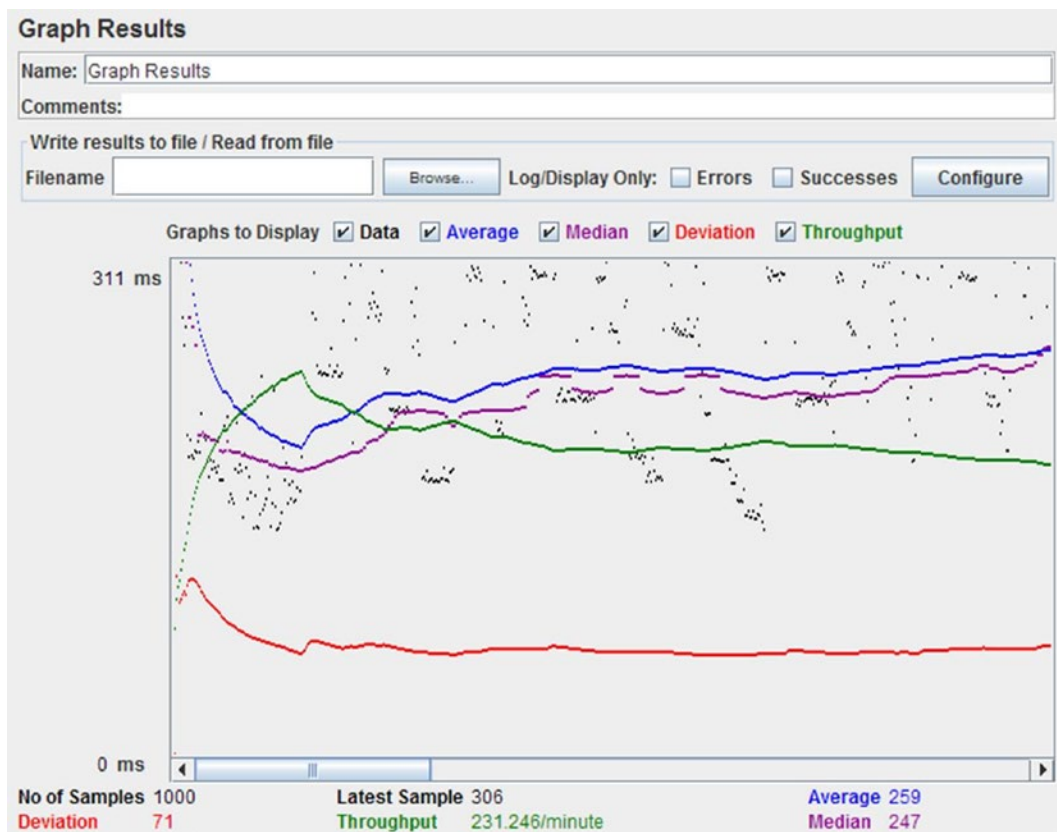 Graph Results
Name: Graph Results
Comments:
Write results to file / Read from file
Filename Browse... Log/Display Only: Errors Successes Configure
Graphs to Display Data Average Median Deviation Throughput
311 ms
0 ms
No of Samples 1000 Latest Sample 306 Average 259
Deviation 71 Throughput 231.246/minute Median 247